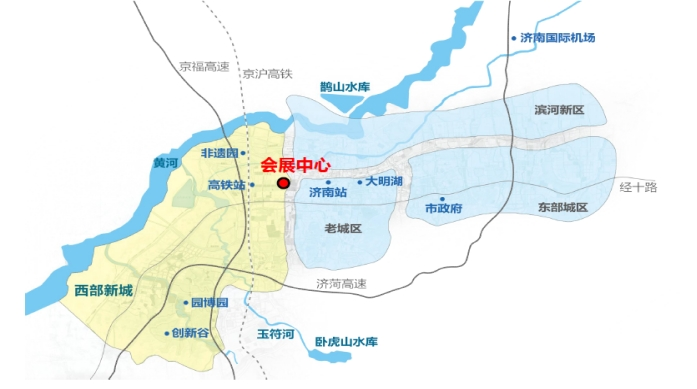 济南国际机场
京福高速
京沪高铁
鹊山水库
滨河新区
非遗园
黄河
会展中心
高铁站
济南站
大明湖
经十路
市政府
东部城区
老城区
济菏高速
西部新城
园博园
创新谷
玉符河
卧虎山水库